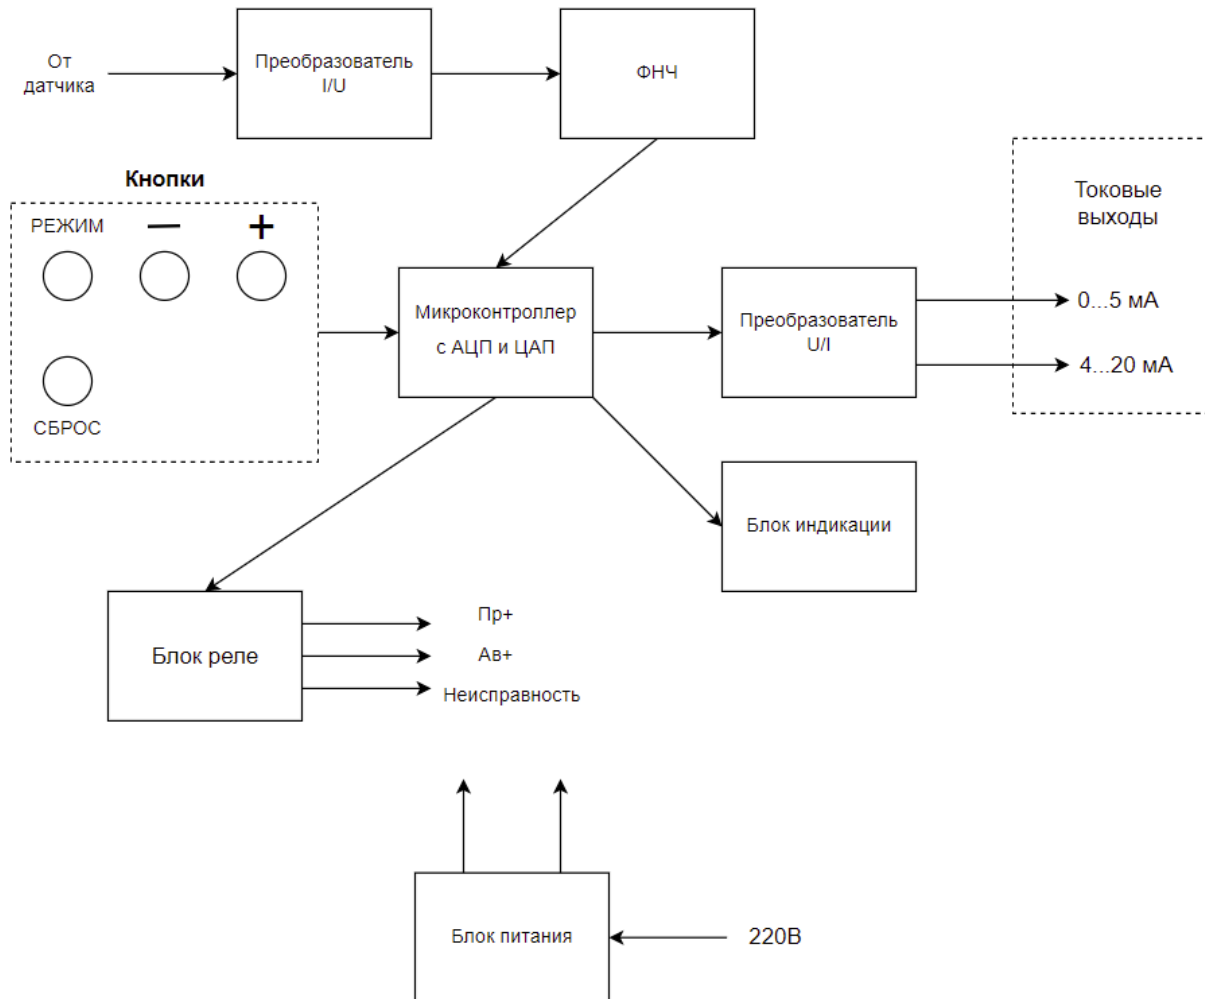 От
датчика
Преобразователь
I/U
ФНЧ
Кнопки
РЕЖИМ
—
+
СБРОС
Микроконтроллер
с АЦП и ЦАП
Преобразователь
U/I
Токовые
выходы
0...5 мА
4...20 мА
Блок индикации
Блок реле
Пр+
Ав+
Неисправность
Блок питания
220В